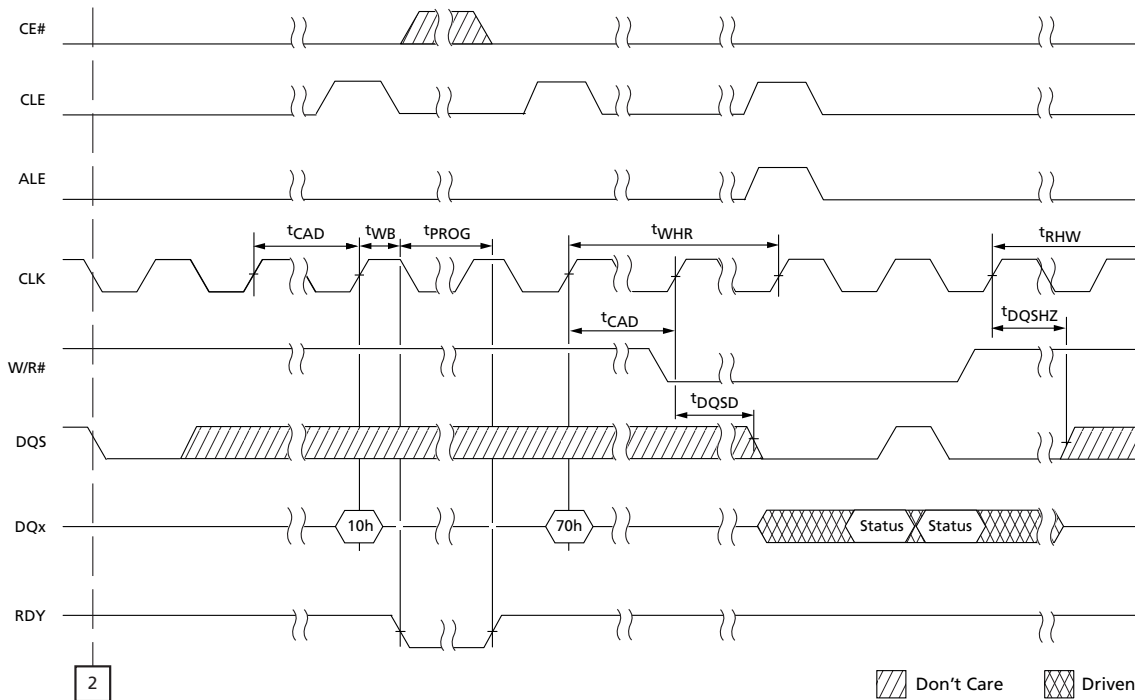 CE#
CLE
ALE
tCAD tWB tPROG tWHR tRHW
CLK
tDQSHZ
tCAD
W/R#
tDQSD
DQS
DQx 10h 70h Status Status
RDY
2 Don't Care Driven